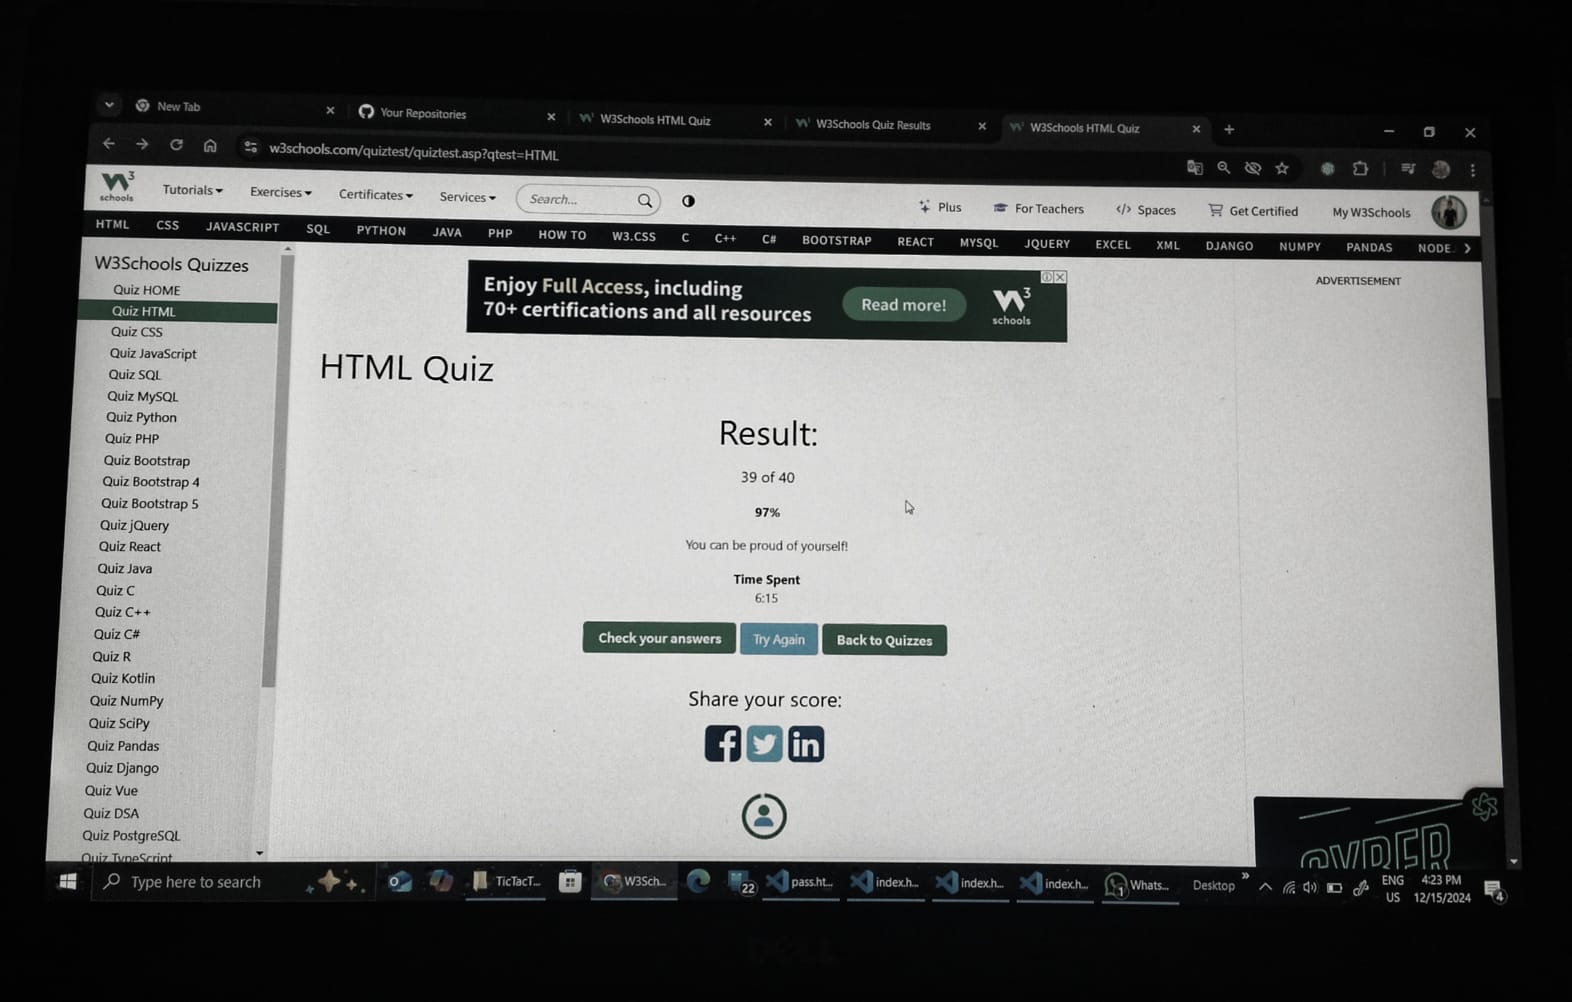 New Tab
Your Repositories
W3Schools HTML Quiz
W3Schools Quiz Results
W3Schools HTML Quiz
w3schools.com/quiztest/quiztest.asp?qtest=HTML
W3
schools
Tutorials
Exercises
Certificates
Services
Search...
Plus
For Teachers
</> Spaces
Get Certified
My W3Schools
HTML CSS JAVASCRIPT SQL PYTHON JAVA PHP HOW TO W3.CSS C C++ C# BOOTSTRAP REACT MYSQL JQUERY EXCEL XML DJANGO NUMPY PANDAS NODE.
W3Schools Quizzes
Quiz HOME
Quiz HTML
Quiz CSS
Quiz JavaScript
Quiz SQL
Quiz MySQL
Quiz Python
Quiz PHP
Quiz Bootstrap
Quiz Bootstrap 4
Quiz Bootstrap 5
Quiz jQuery
Quiz React
Quiz Java
Quiz C
Quiz C++
Quiz C#
Quiz R
Quiz Kotlin
Quiz NumPy
Quiz SciPy
Quiz Pandas
Quiz Django
Quiz Vue
Quiz DSA
Quiz PostgreSQL
Quiz TypeScript
Enjoy Full Access, including
70+ certifications and all resources
Read more!
W3
schools
ADVERTISEMENT
HTML Quiz
Result:
39 of 40
97%
You can be proud of yourself!
Time Spent
6:15
Check your answers
Try Again
Back to Quizzes
Share your score:
f
in
CYBER
Type here to search
TicTacT...
W3Sch...
22
pass.ht...
index.h...
index.h...
index.h...
1
Whats...
Desktop
ENG
US
4:23 PM
12/15/2024
4
DELL